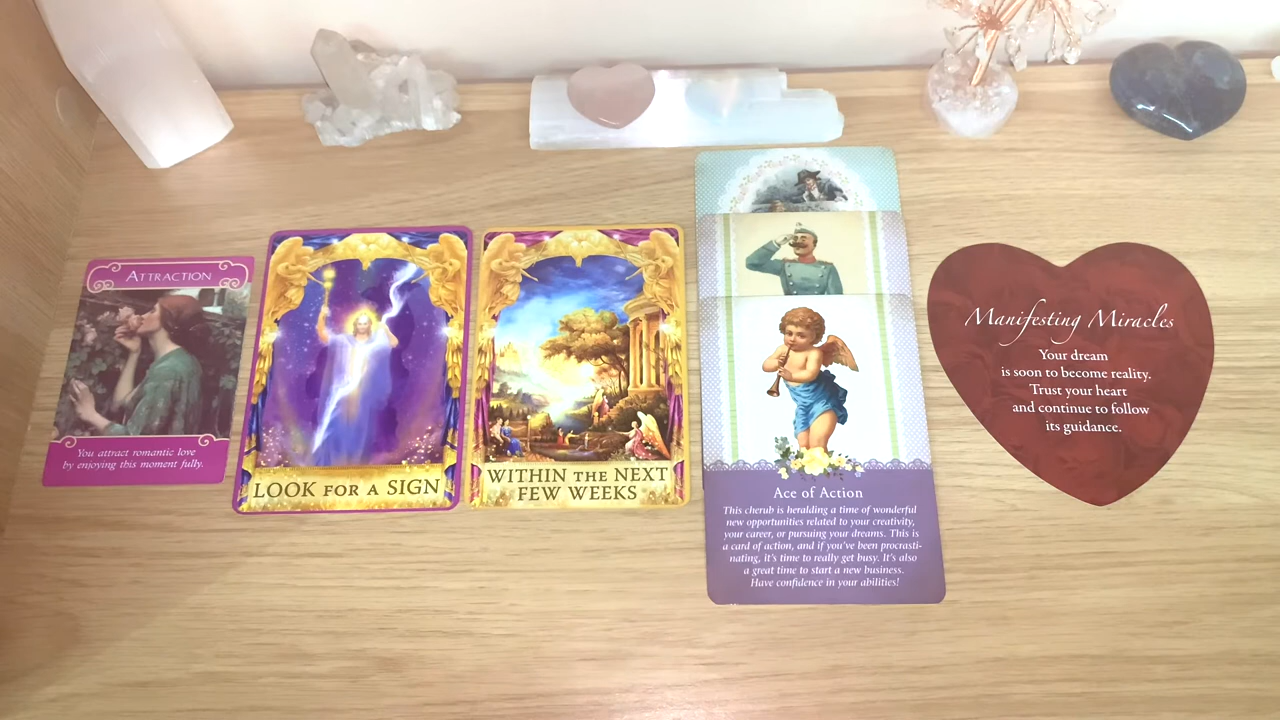 ATTRACTION
You attract romantic love
by enjoying this moment fully.
LOOK FOR A SIGN
WITHIN THE NEXT
FEW WEEKS
Ace of Action
This cherub is heralding a time of wonderful
new opportunities related to your creativity,
your career, or pursuing your dreams. This is
a card of action, and if you've been procrasti-
nating, it's time to really get busy. It's also
a great time to start a new business.
Have confidence in your abilities!
Manifesting Miracles
Your dream
is soon to become reality.
Trust your heart
and continue to follow
its guidance.